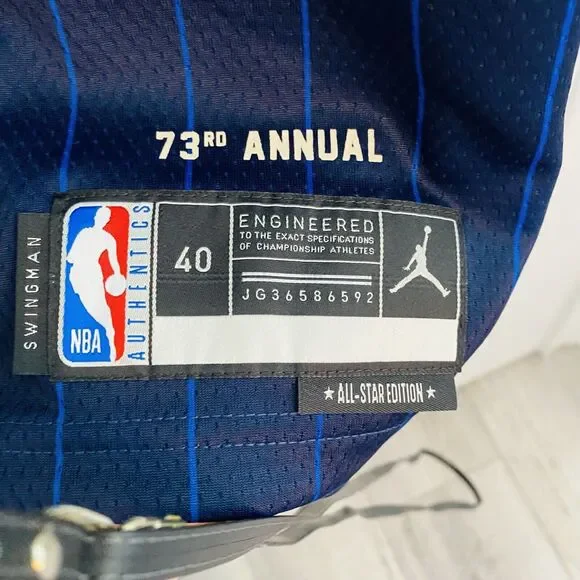 73RD ANNUAL
SWINGMAN
NBA
AUTHENTICS
40
ENGINEERED
TO THE EXACT SPECIFICATIONS
OF CHAMPIONSHIP ATHLETES
JG36586592
★ ALL-STAR EDITION ★